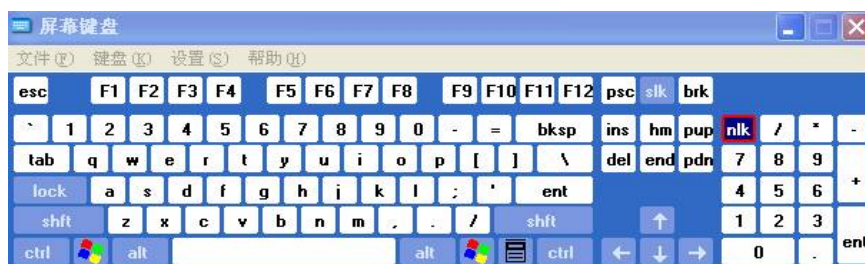 屏幕键盘
文件(F) 键盘(K) 设置(S) 帮助(H)
esc F1 F2 F3 F4 F5 F6 F7 F8 F9 F10 F11 F12 psc slk brk
` 1 2 3 4 5 6 7 8 9 0 - = bksp ins hm pup nlk / * -
tab q w e r t y u i o p [ ] \ del end pdn 7 8 9 +
lock a s d f g h j k l ; ' ent 4 5 6
shft z x c v b n m , . / shft ↑ 1 2 3
ctrl alt alt ctrl ← ↓ → 0 . ent